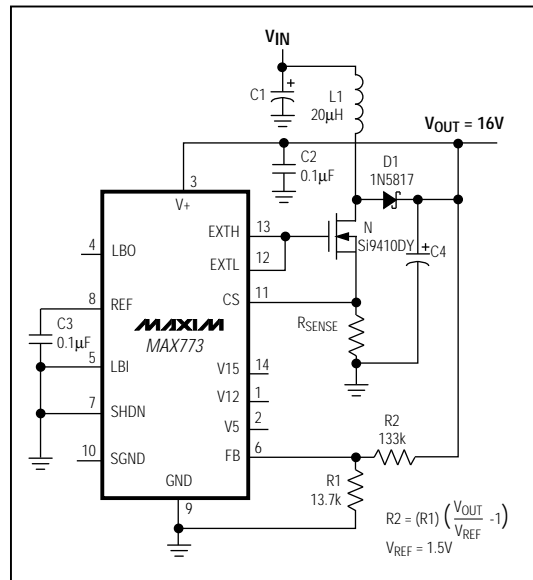 VIN
C1
+
L1
20µH
VOUT = 16V
C2
0.1µF
D1
1N5817
3
V+
EXTH
13
N
Si9410DY
EXTL
12
+
C4
4
LBO
CS
11
8
REF
MAXIM
MAX773
RSENSE
C3
0.1µF
5
LBI
V15
14
V12
1
7
SHDN
V5
2
10
SGND
FB
6
R2
133k
GND
R1
13.7k
9
R2 = (R1) (VOUT/VREF -1)
VREF = 1.5V